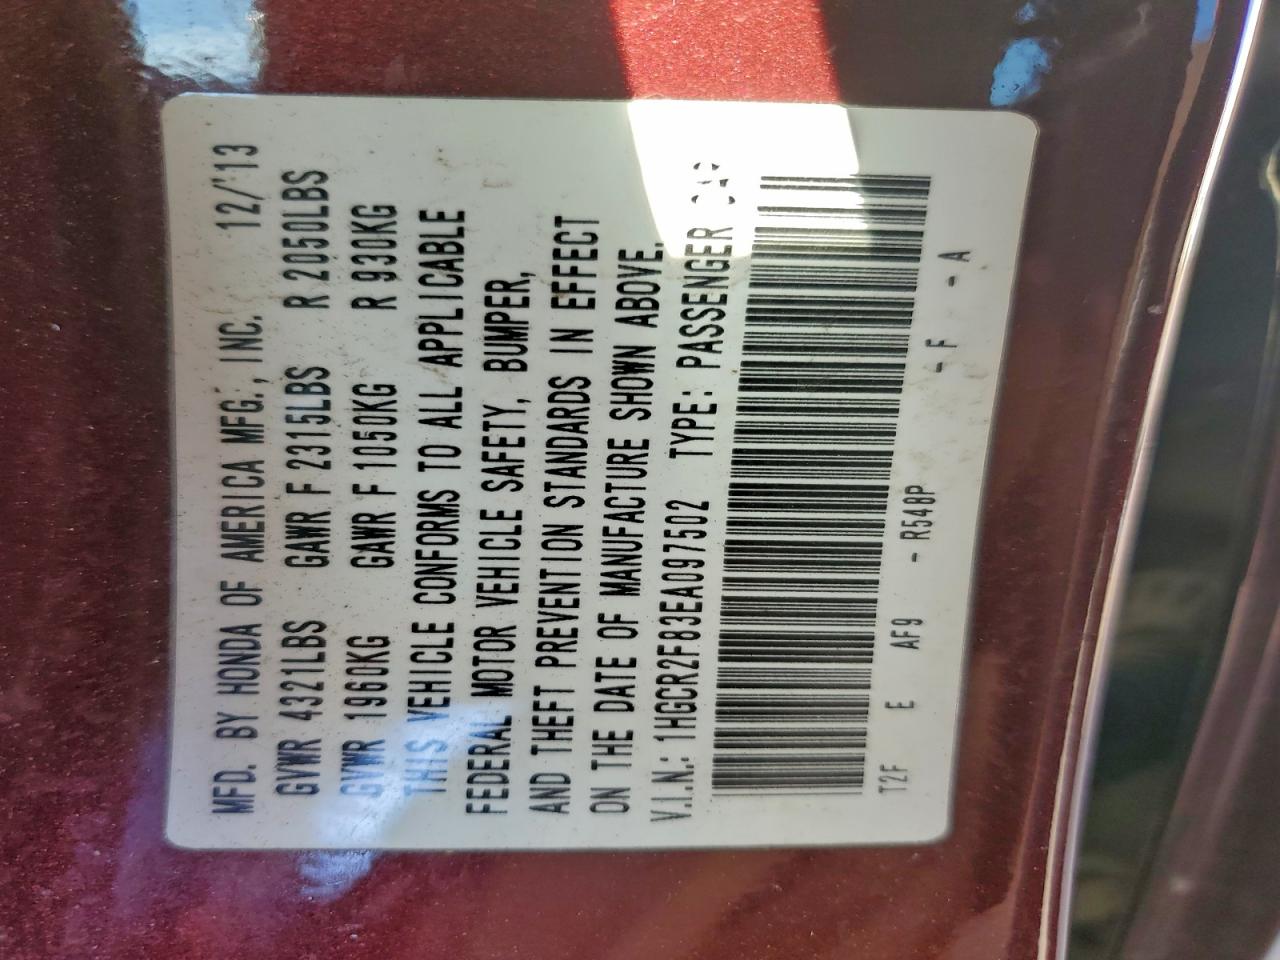 MFD. BY HONDA OF AMERICA MFG., INC. 12/'13
GVWR 4321LBS GAWR F 2315LBS R 2050LBS
GVWR 1960KG GAWR F 1050KG R 930KG
THIS VEHICLE CONFORMS TO ALL APPLICABLE
FEDERAL MOTOR VEHICLE SAFETY, BUMPER,
AND THEFT PREVENTION STANDARDS IN EFFECT
ON THE DATE OF MANUFACTURE SHOWN ABOVE.
V.I.N.: 1HGCR2F83EA097502 TYPE: PASSENGER CAR
T2F E AF9 - R548P - F - A